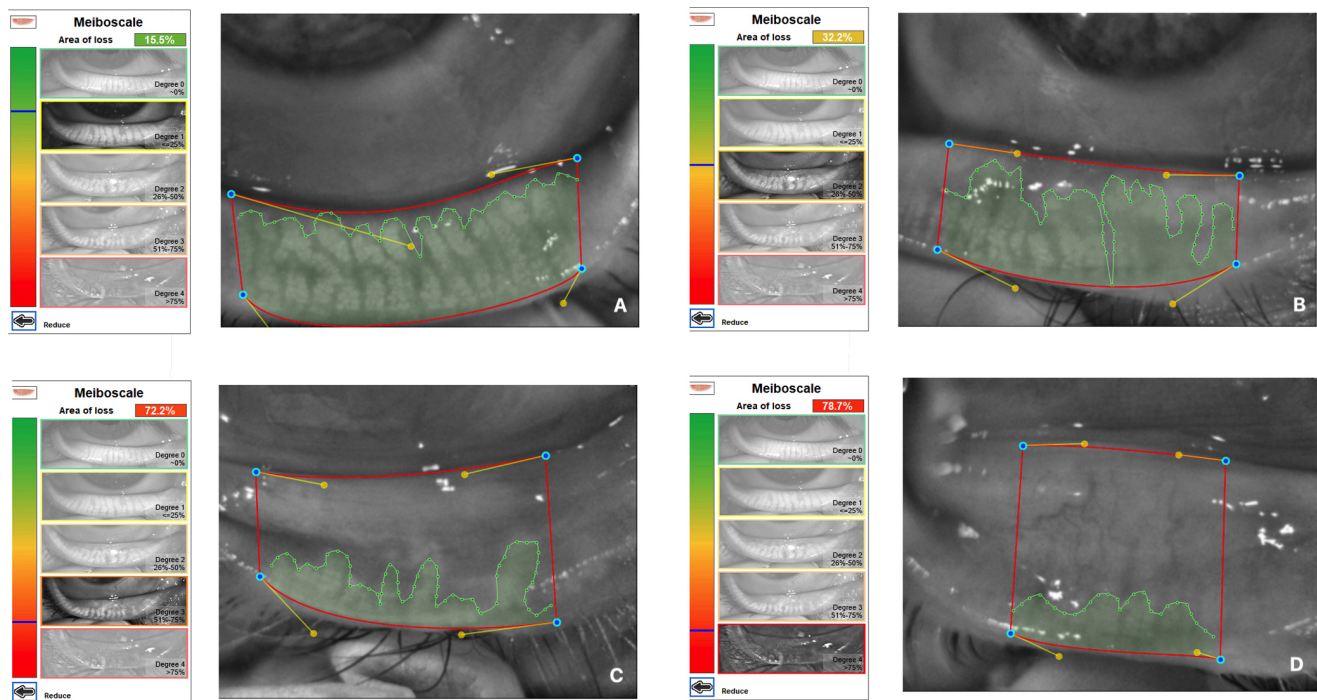 Meiboscale
Area of loss 15.5%
Degree 0
~0%
Degree 1
<=25%
Degree 2
26%-50%
Degree 3
51%-75%
Degree 4
>75%
Reduce
A
Meiboscale
Area of loss 32.2%
Degree 0
~0%
Degree 1
<=25%
Degree 2
26%-50%
Degree 3
51%-75%
Degree 4
>75%
Reduce
B
Meiboscale
Area of loss 72.2%
Degree 0
~0%
Degree 1
<=25%
Degree 2
26%-50%
Degree 3
51%-75%
Degree 4
>75%
Reduce
C
Meiboscale
Area of loss 78.7%
Degree 0
~0%
Degree 1
<=25%
Degree 2
26%-50%
Degree 3
51%-75%
Degree 4
>75%
Reduce
D